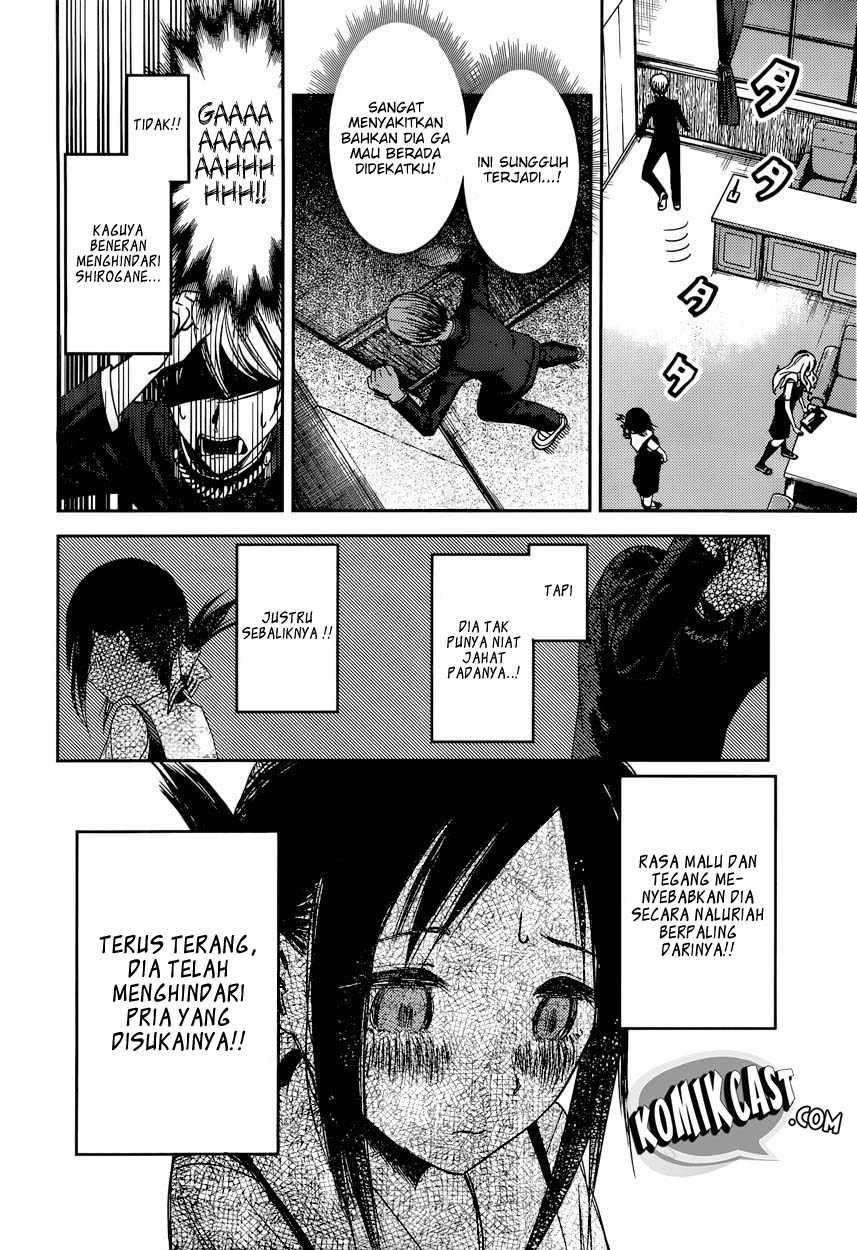 タ
タ
タ
タ
タ
INI SUNGGUH
TERJADI...!
SANGAT
MENYAKITKAN
BAHKAN DIA GA
MAU BERADA
DIDEKATKU!
GAAAA
AAAAA
AAHHH
HHH!!
TIDAK!!
KAGUYA
BENERAN
MENGHINDARI
SHIROGANE...
TAPI
DIA TAK
PUNYA NIAT
JAHAT
PADANYA..!
JUSTRU
SEBALIKNYA !!
RASA MALU DAN
TEGANG ME-
NYEBABKAN DIA
SECARA NALURIAH
BERPALING
DARINYA!!
TERUS TERANG,
DIA TELAH
MENGHINDARI
PRIA YANG
DISUKAINYA!!
KOMIKCAST
.COM